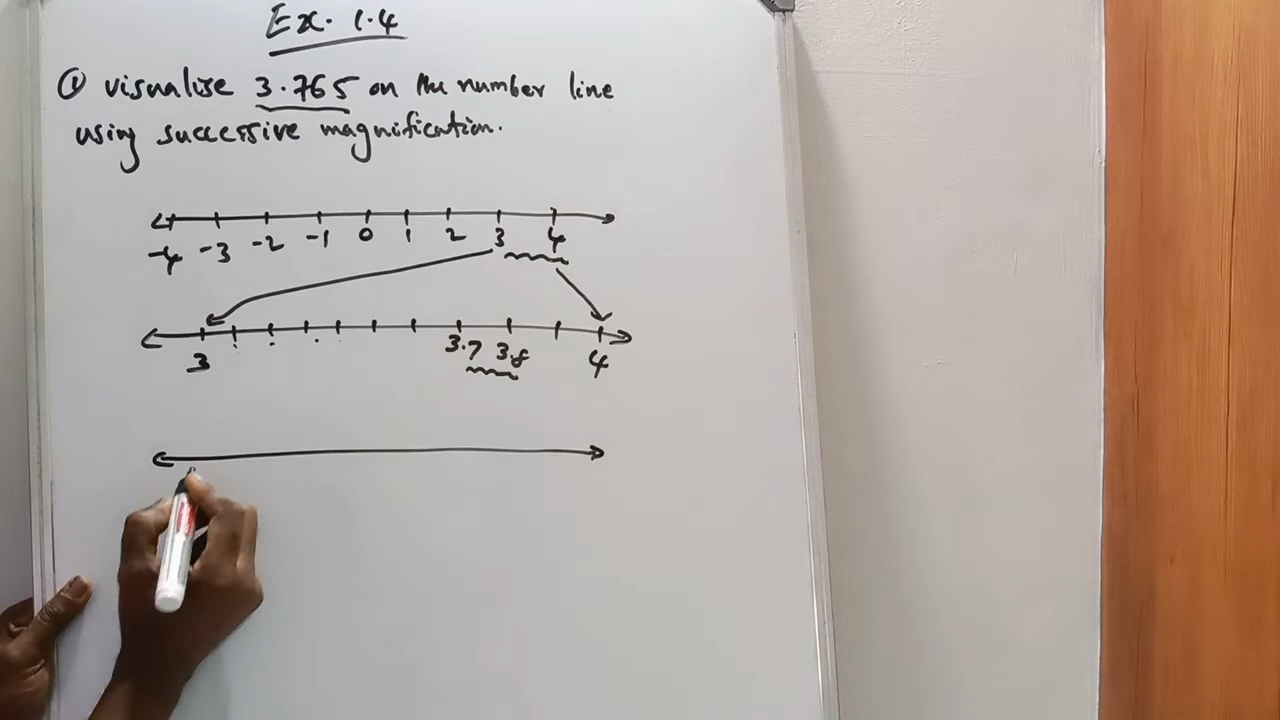 Ex. 1.4
① visualise 3.765 on the number line
using successive magnification.
-4 -3 -2 -1 0 1 2 3 4
3 3.7 3.8 4